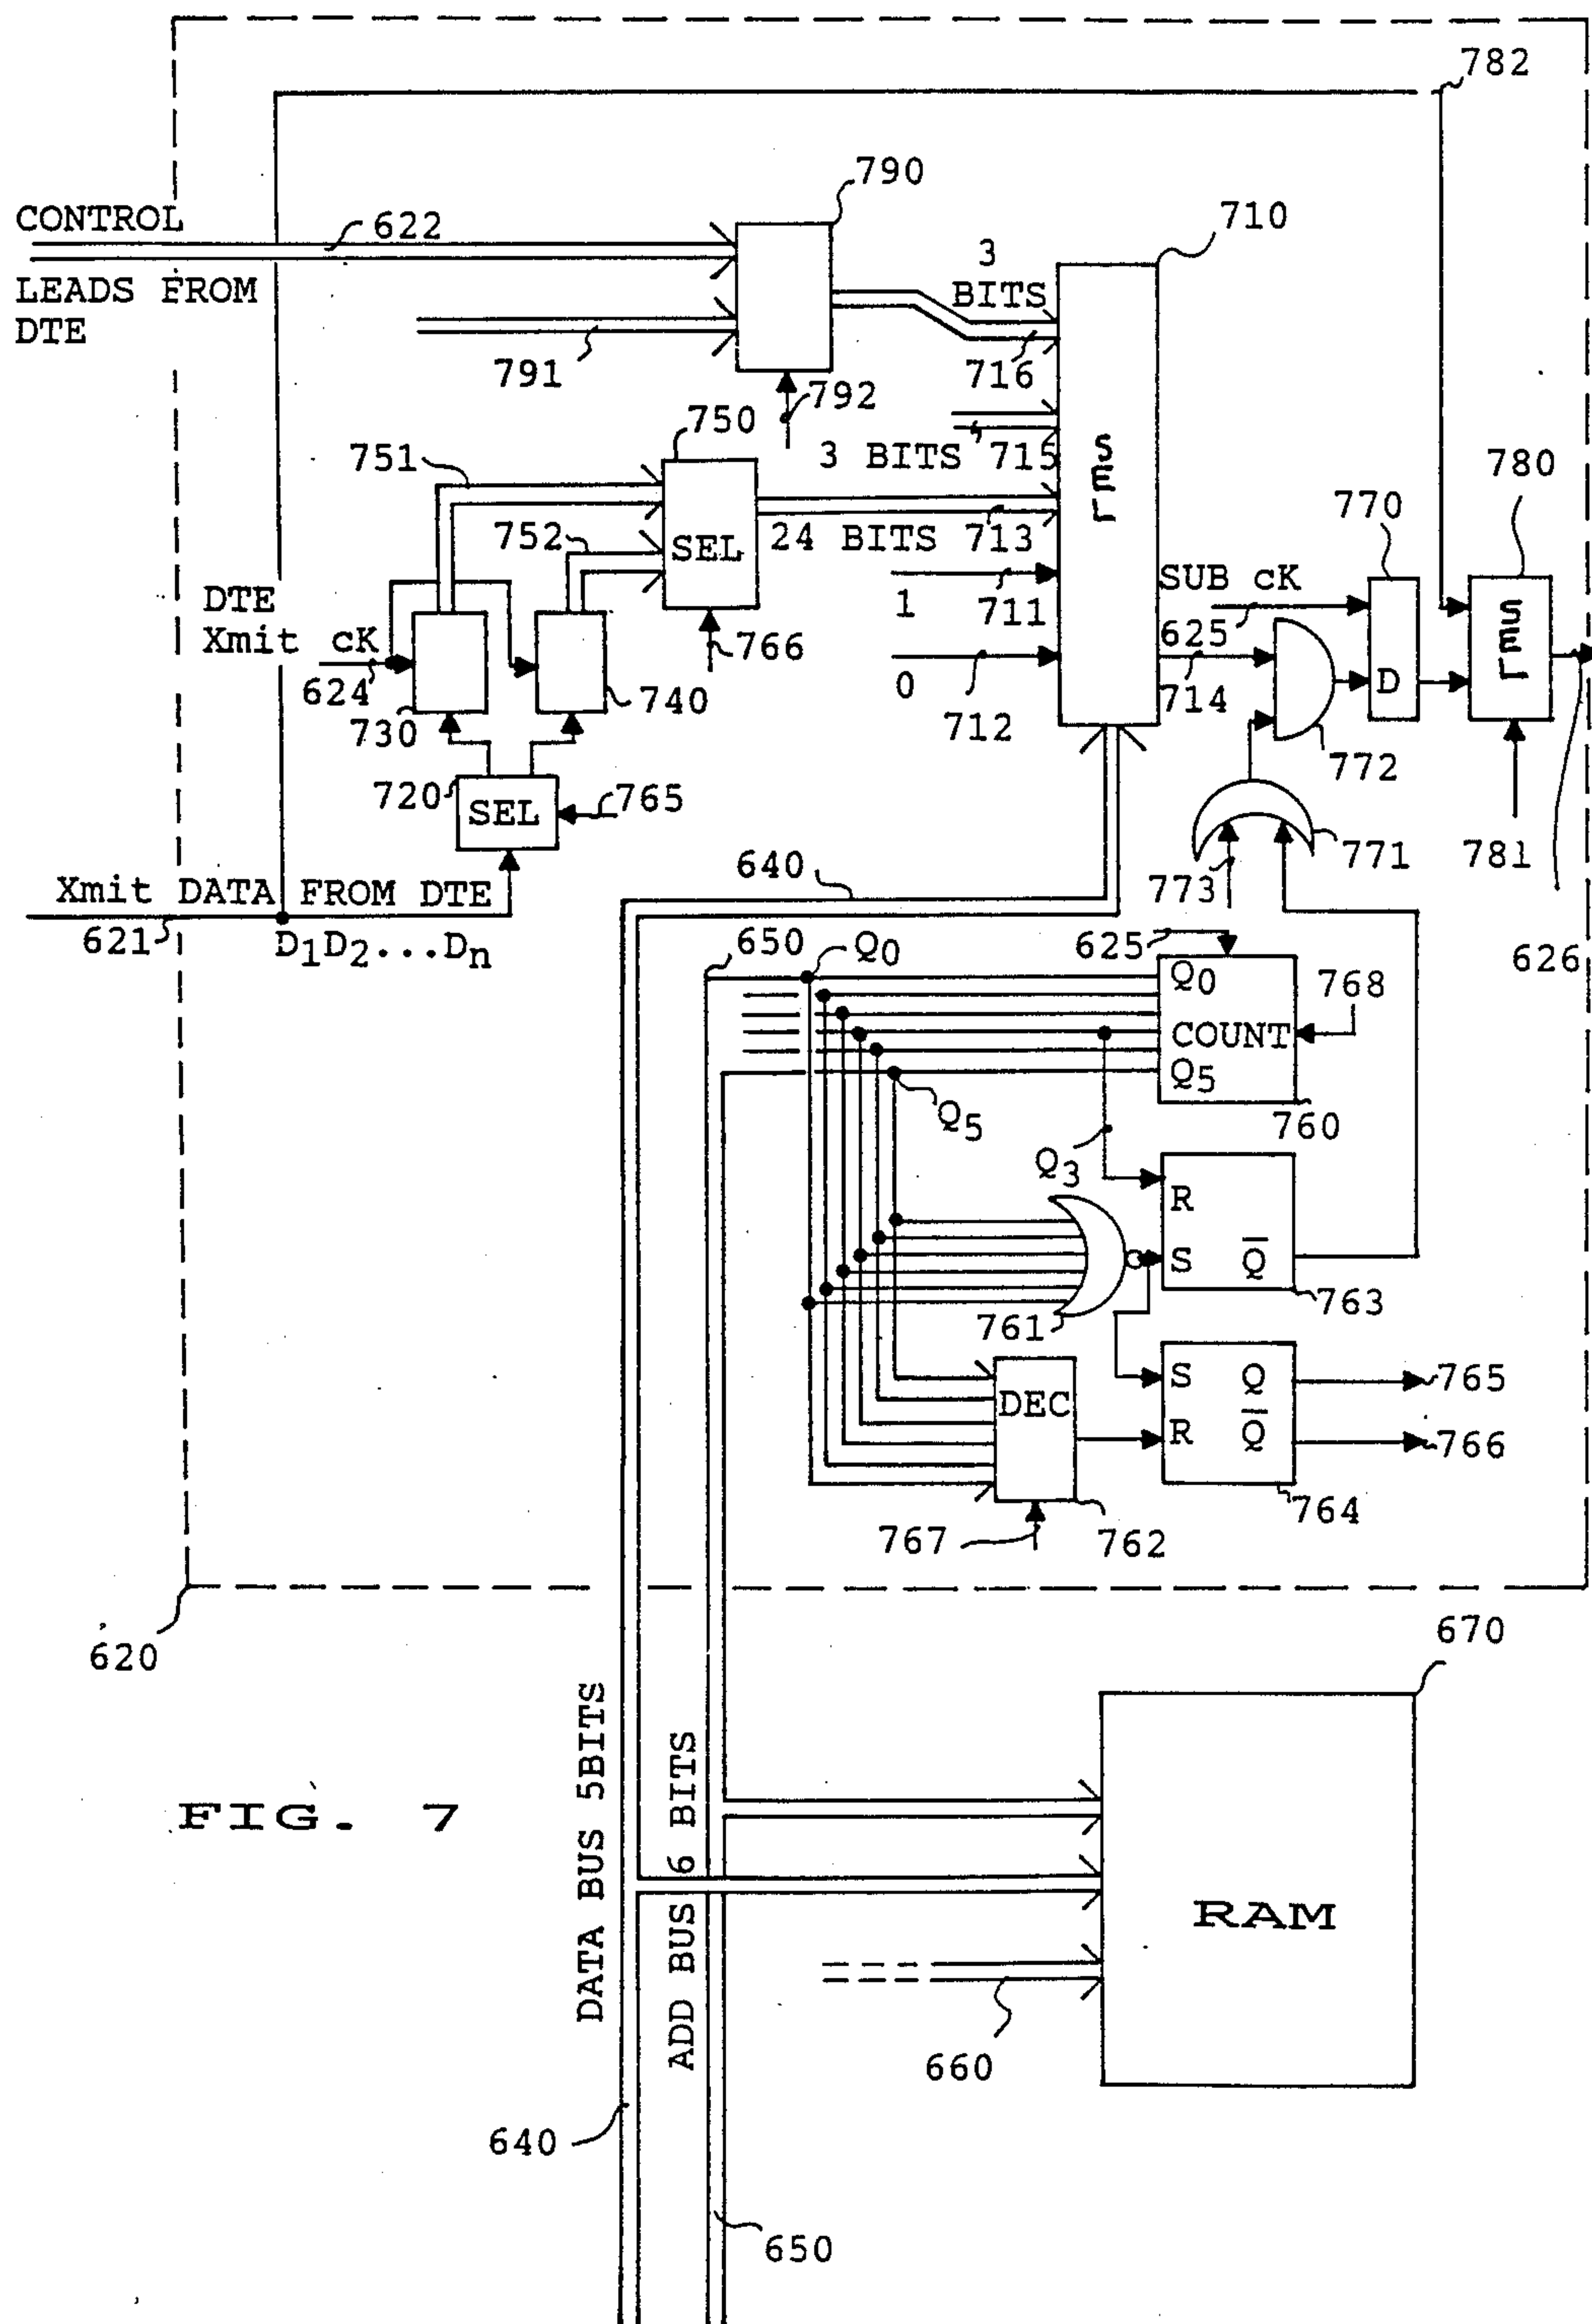 782
790
CONTROL
622
710
LEADS FROM
DTE
3
BITS
791
716
792
750
3 BITS
715
751
SEL
780
770
752
SEL
24 BITS
713
DTE
Xmit cK
1
711
SUB cK
625
SEL
624
766
D
730
740
0
712
714
772
720
SEL
765
771
781
Xmit DATA FROM DTE
640
773
621
D1D2...Dn
650
Q0
625
626
Q0
768
COUNT
Q5
Q5
760
Q3
R
S
Q̅
761
763
S
Q
765
DEC
R
Q̅
766
764
767
762
620
670
DATA BUS 5BITS
ADD BUS 6 BITS
FIG. 7
RAM
660
640
650